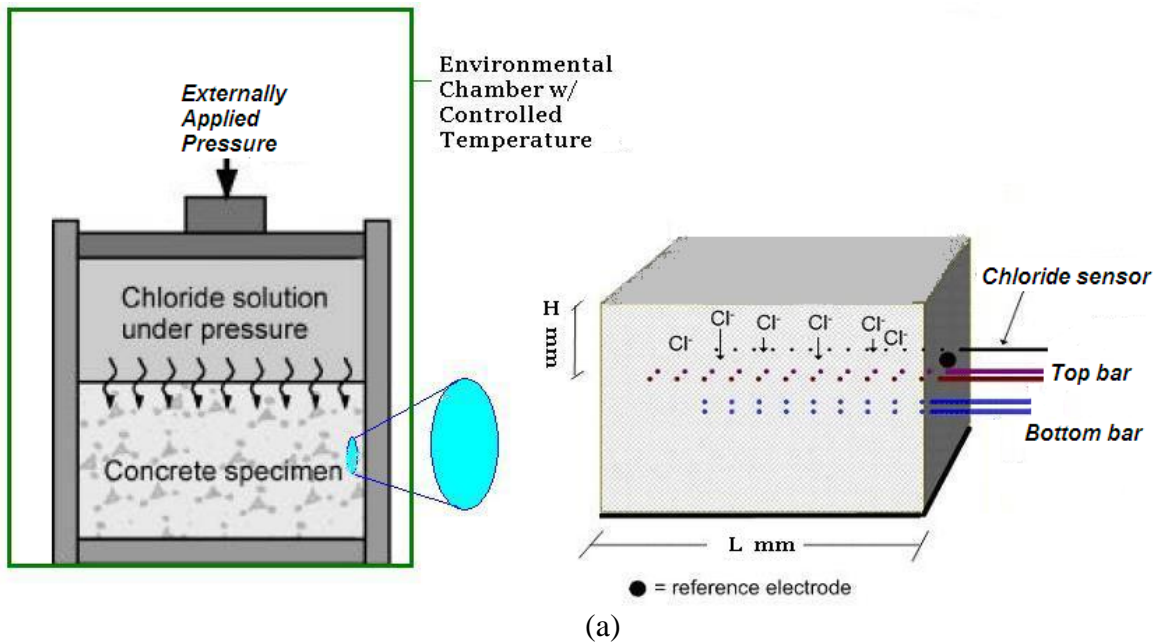 Environmental
Chamber w/
Controlled
Temperature
Externally
Applied
Pressure
Chloride solution
under pressure
Concrete specimen
H
mm
Cl-
Cl-
Cl-
Cl-
Cl-
Cl-
Cl-
Chloride sensor
Top bar
Bottom bar
L mm
= reference electrode
(a)